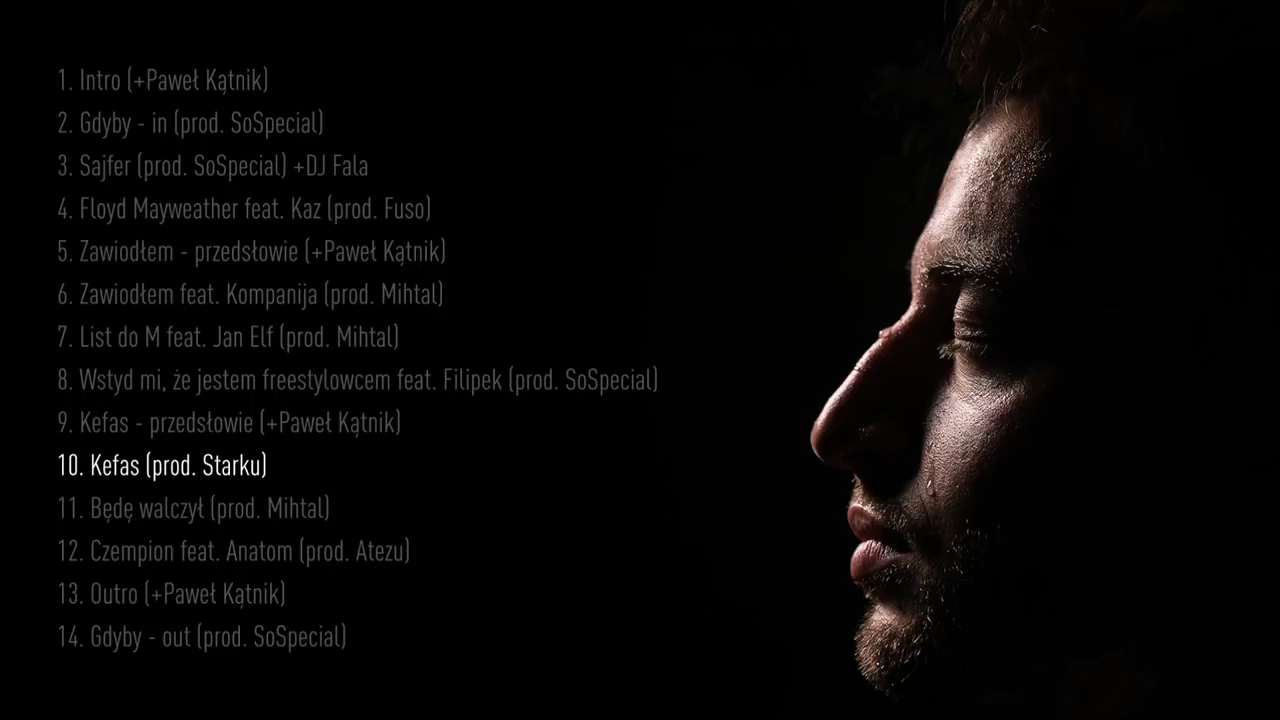 1. Intro (+Paweł Kątnik)
2. Gdyby - in (prod. SoSpecial)
3. Sajfer (prod. SoSpecial) +DJ Fala
4. Floyd Mayweather feat. Kaz (prod. Fuso)
5. Zawiodłem - przedsłowie (+Paweł Kątnik)
6. Zawiodłem feat. Kompanija (prod. Mihtal)
7. List do M feat. Jan Elf (prod. Mihtal)
8. Wstyd mi, że jestem freestylowcem feat. Filipek (prod. SoSpecial)
9. Kefas - przedsłowie (+Paweł Kątnik)
10. Kefas (prod. Starku)
11. Będę walczył (prod. Mihtal)
12. Czempion feat. Anatom (prod. Atezu)
13. Outro (+Paweł Kątnik)
14. Gdyby - out (prod. SoSpecial)